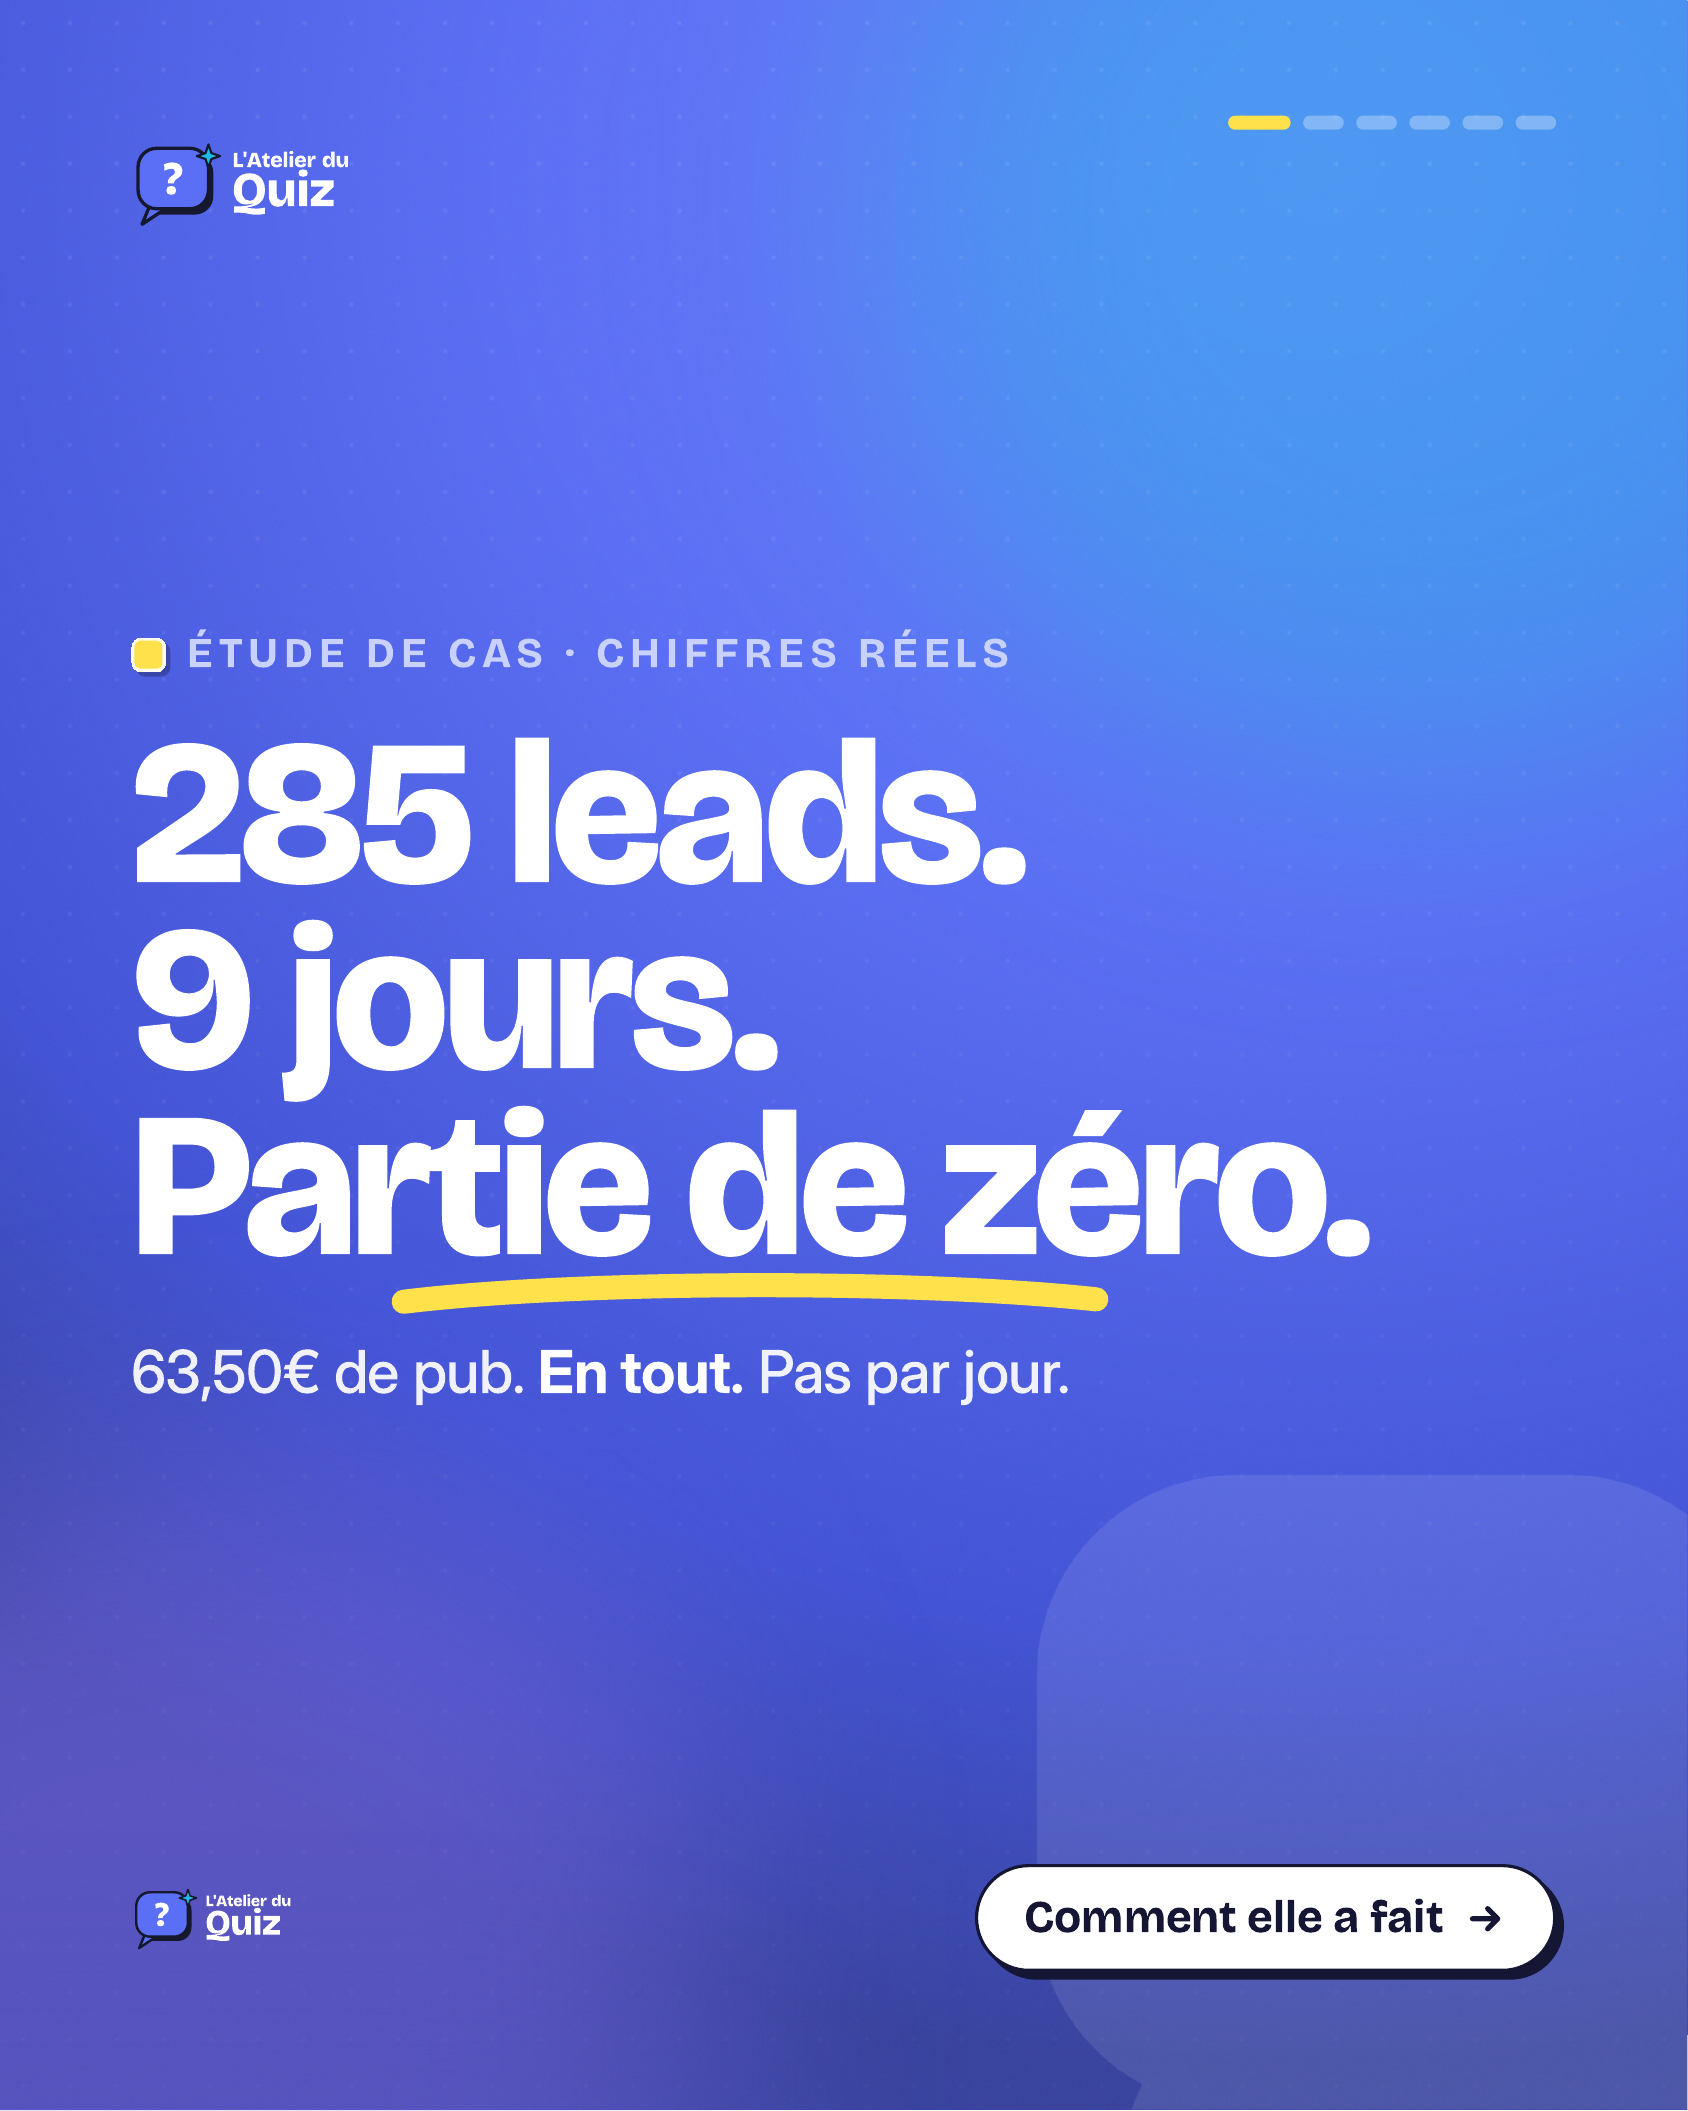 ?
L'Atelier du
Quiz
ÉTUDE DE CAS · CHIFFRES RÉELS
285 leads.
9 jours.
Partie de zéro.
63,50€ de pub. En tout. Pas par jour.
?
L'Atelier du
Quiz
Comment elle a fait →